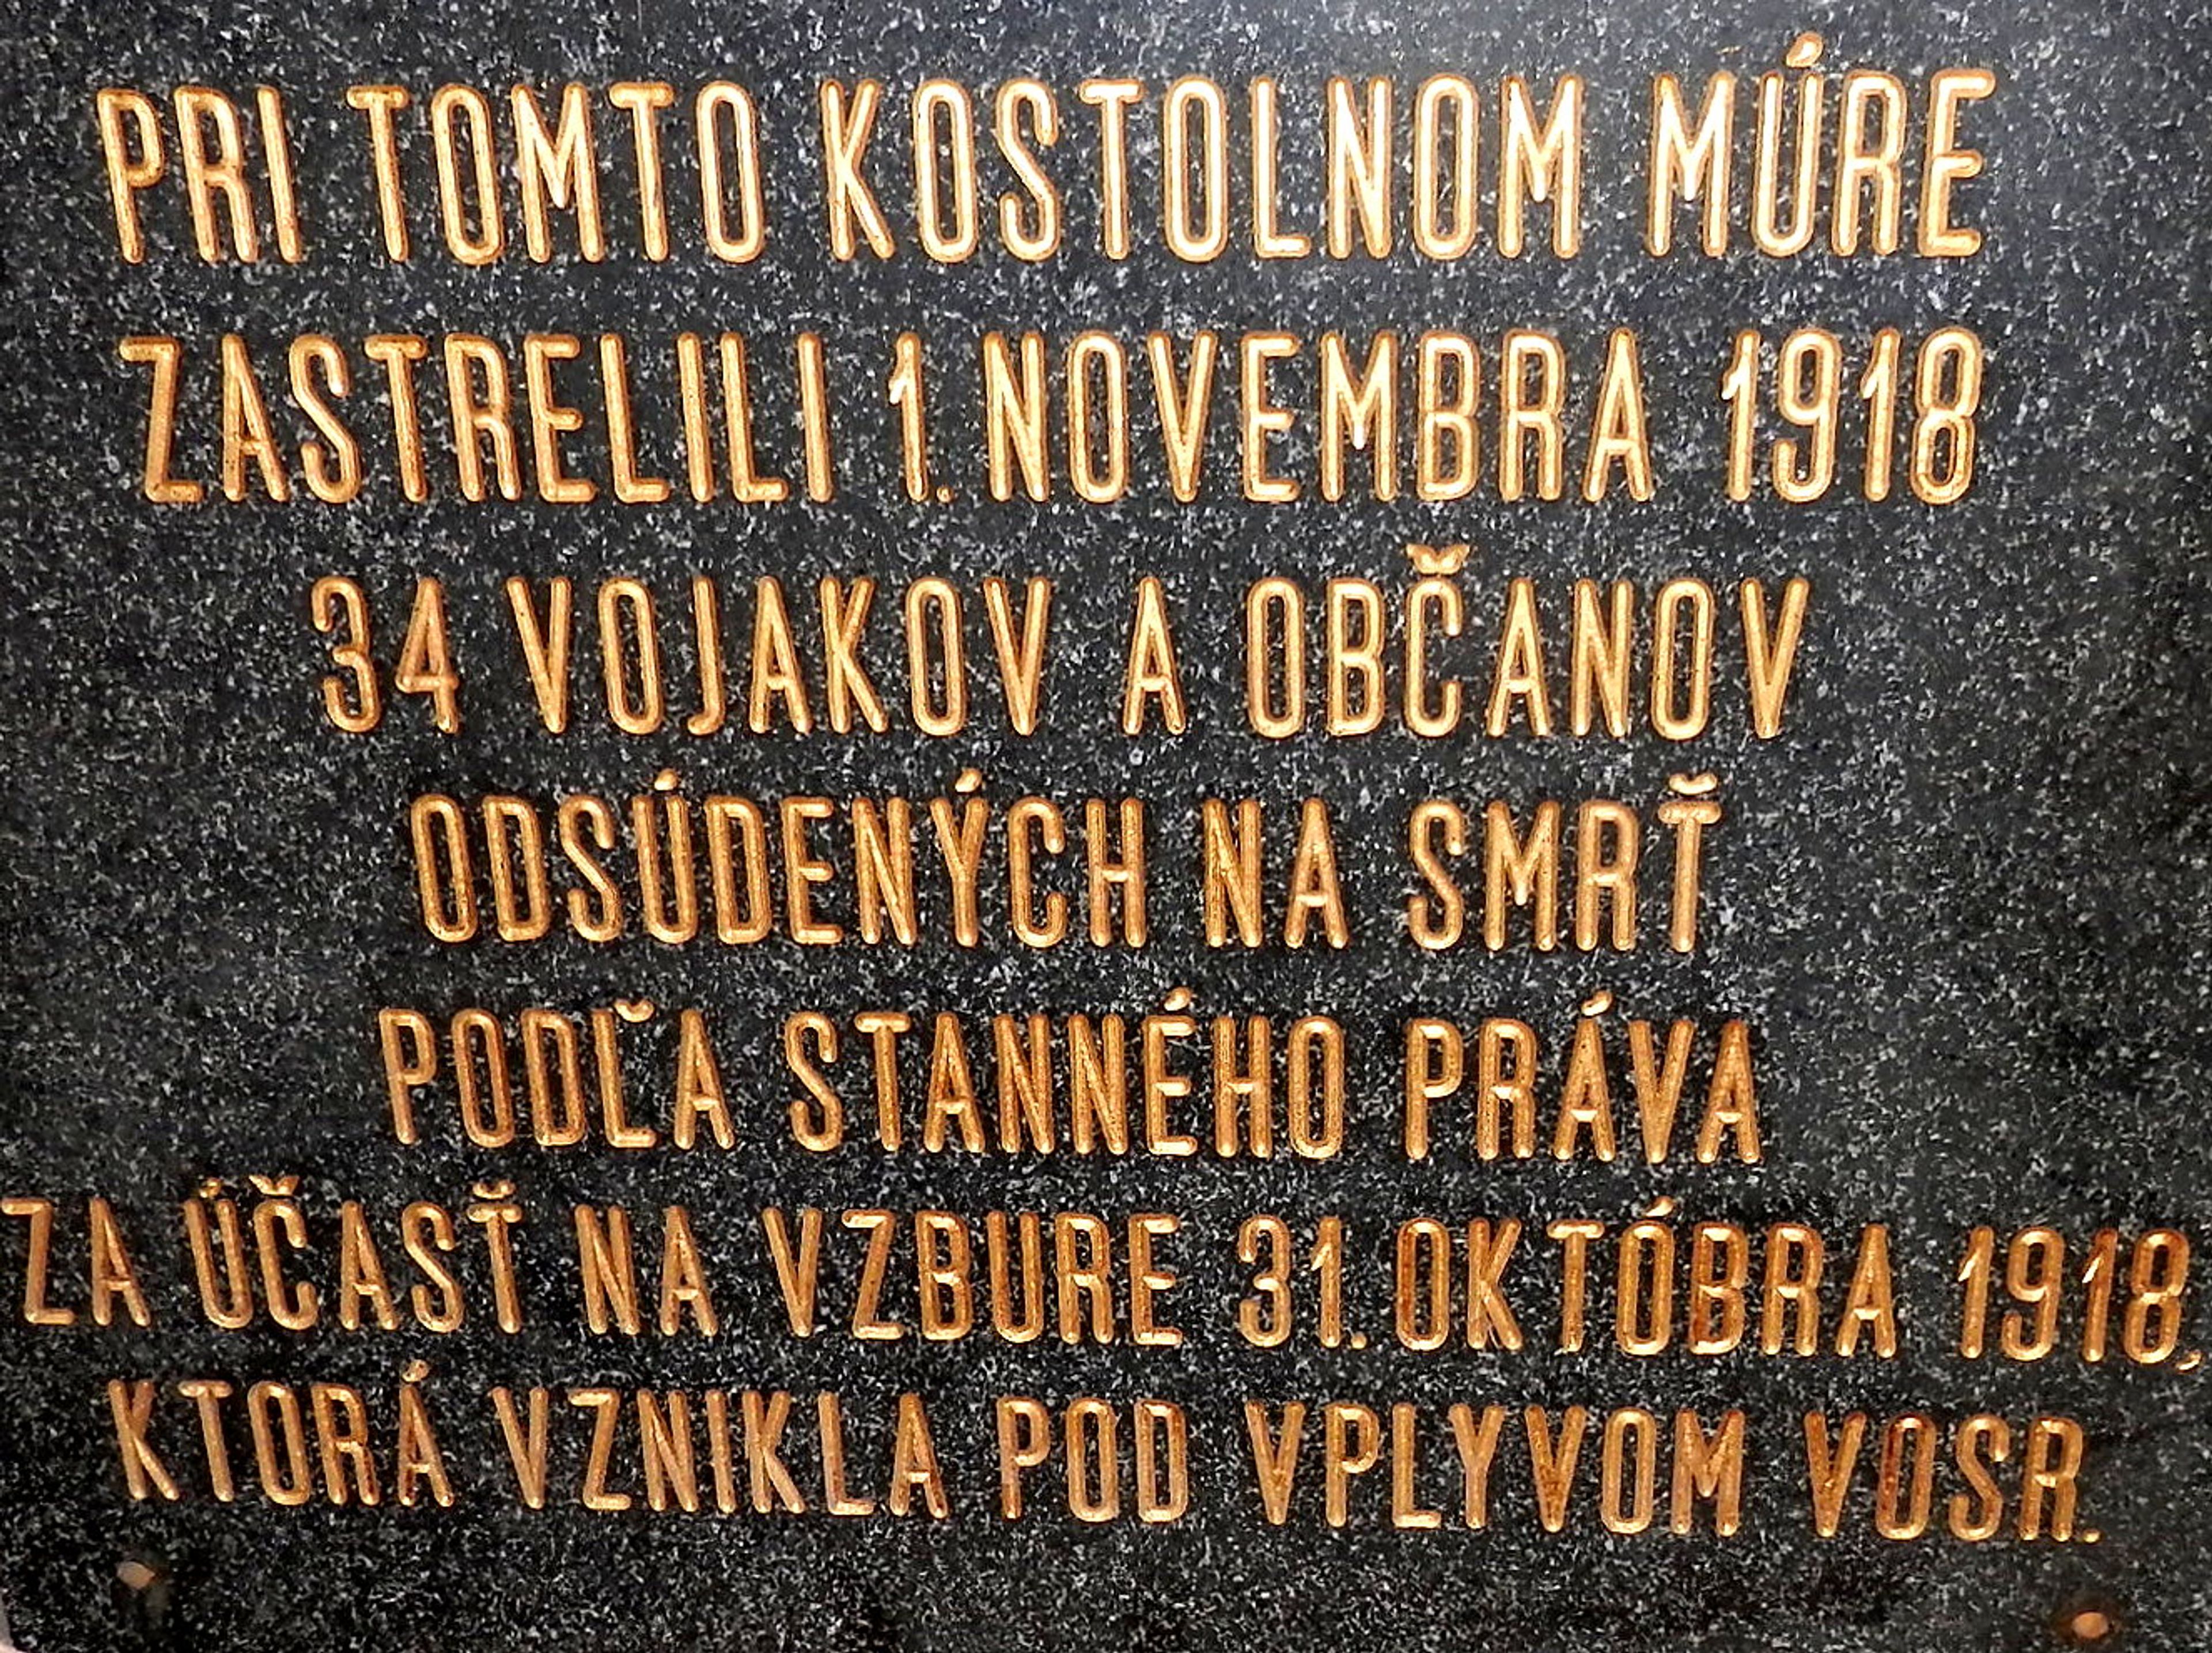 PRI TOMTO KOSTOLNOM MÚRE
ZASTRELILI 1. NOVEMBRA 1918
34 VOJAKOV A OBČANOV
ODSÚDENÝCH NA SMRŤ
PODĽA STANNÉHO PRÁVA
ZA ÚČASŤ NA VZBURE 31. OKTÓBRA 1918,
KTORÁ VZNIKLA POD VPLYVOM VOSR.